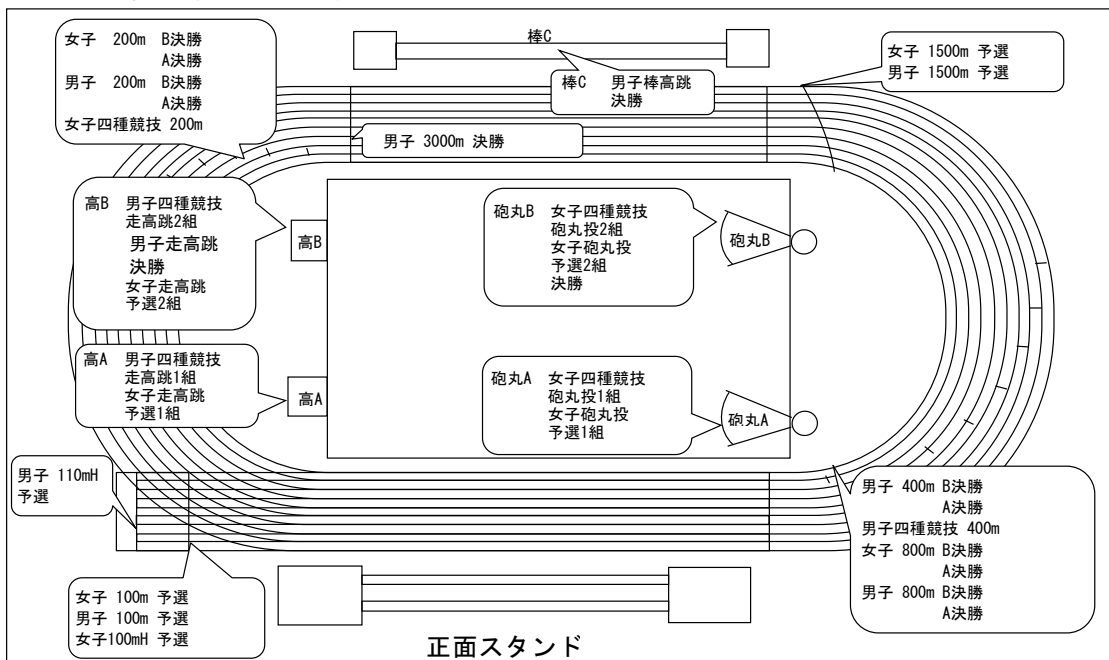 女子 200m B決勝
A決勝
男子 200m B決勝
A決勝
女子四種競技 200m
棒C
棒C 男子棒高跳
決勝
女子 1500m 予選
男子 1500m 予選
男子 3000m 決勝
高B 男子四種競技
走高跳2組
男子走高跳
決勝
女子走高跳
予選2組
高B
砲丸B 女子四種競技
砲丸投2組
女子砲丸投
予選2組
決勝
砲丸B
高A 男子四種競技
走高跳1組
女子走高跳
予選1組
高A
砲丸A 女子四種競技
砲丸投1組
女子砲丸投
予選1組
砲丸A
男子 110mH
予選
男子 400m B決勝
A決勝
男子四種競技 400m
女子 800m B決勝
A決勝
男子 800m B決勝
A決勝
女子 100m 予選
男子 100m 予選
女子100mH 予選
正面スタンド